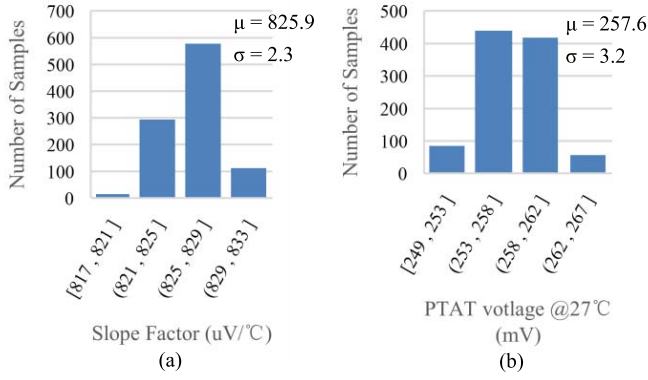 700
600
500
400
300
200
100
0
Number of Samples
μ = 825.9
σ = 2.3
[817 , 821 ]
(821 , 825 ]
(825 , 829 ]
(829 , 833 ]
Slope Factor (uV/℃)
(a)
500
400
300
200
100
0
Number of Samples
μ = 257.6
σ = 3.2
[249 , 253 ]
(253 , 258 ]
(258 , 262 ]
(262 , 267 ]
PTAT votlage @27℃
(mV)
(b)